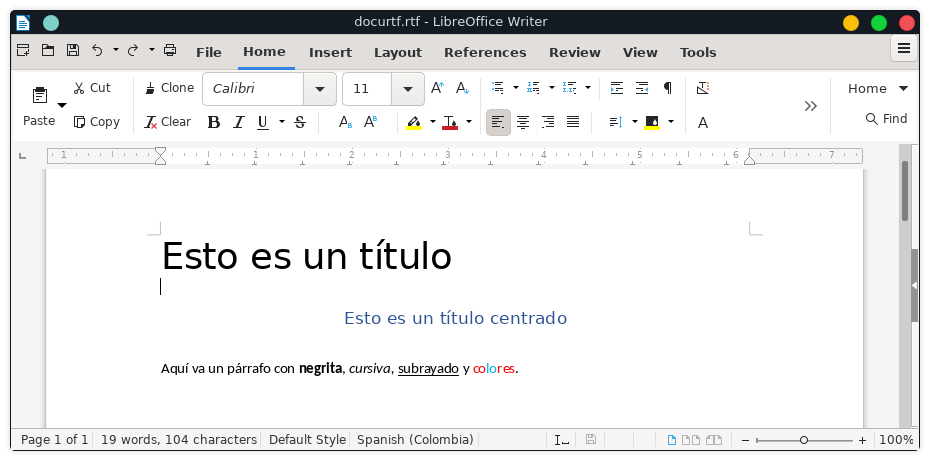 docurtf.rtf - LibreOffice Writer
File Home Insert Layout References Review View Tools
Cut Clone Calibri 11 Home
Paste Copy Clear B I U S A Find
1 1 2 3 4 5 6 7
Esto es un título
Esto es un título centrado
Aquí va un párrafo con negrita, cursiva, subrayado y colores.
Page 1 of 1 19 words, 104 characters Default Style Spanish (Colombia) 100%